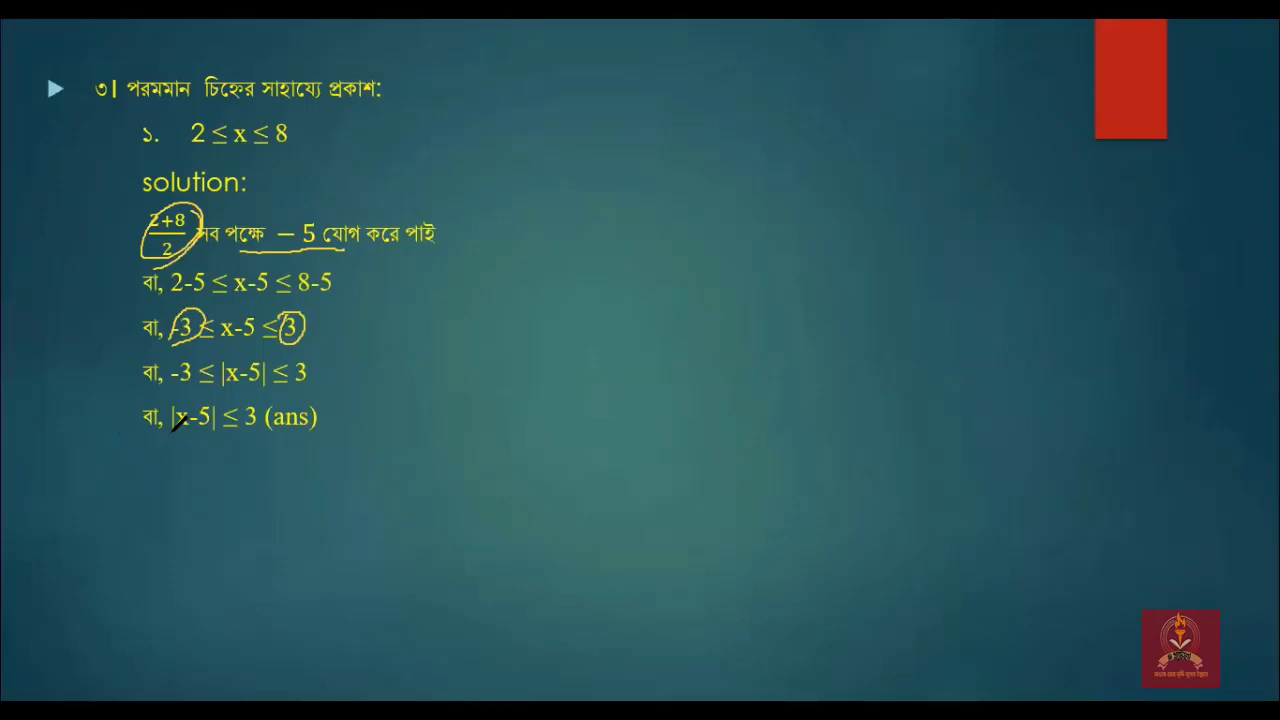 ৩। পরমমান চিহ্নের সাহায্যে প্রকাশ:
১. 2 ≤ x ≤ 8
solution:
2+8/2 সব পক্ষে − 5 যোগ করে পাই
বা, 2-5 ≤ x-5 ≤ 8-5
বা, -3 ≤ x-5 ≤ 3
বা, -3 ≤ |x-5| ≤ 3
বা, |x-5| ≤ 3 (ans)